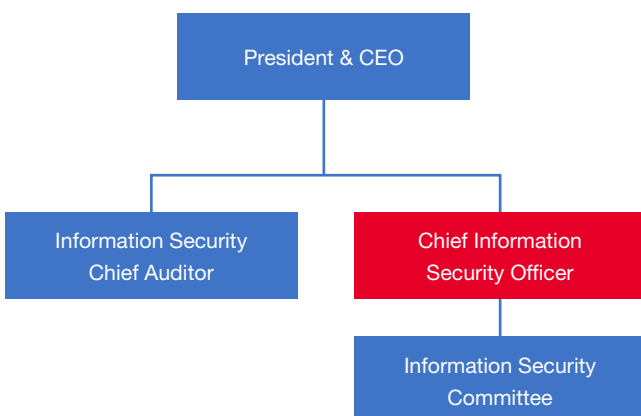 President & CEO
Information Security
Chief Auditor
Chief Information
Security Officer
Information Security
Committee